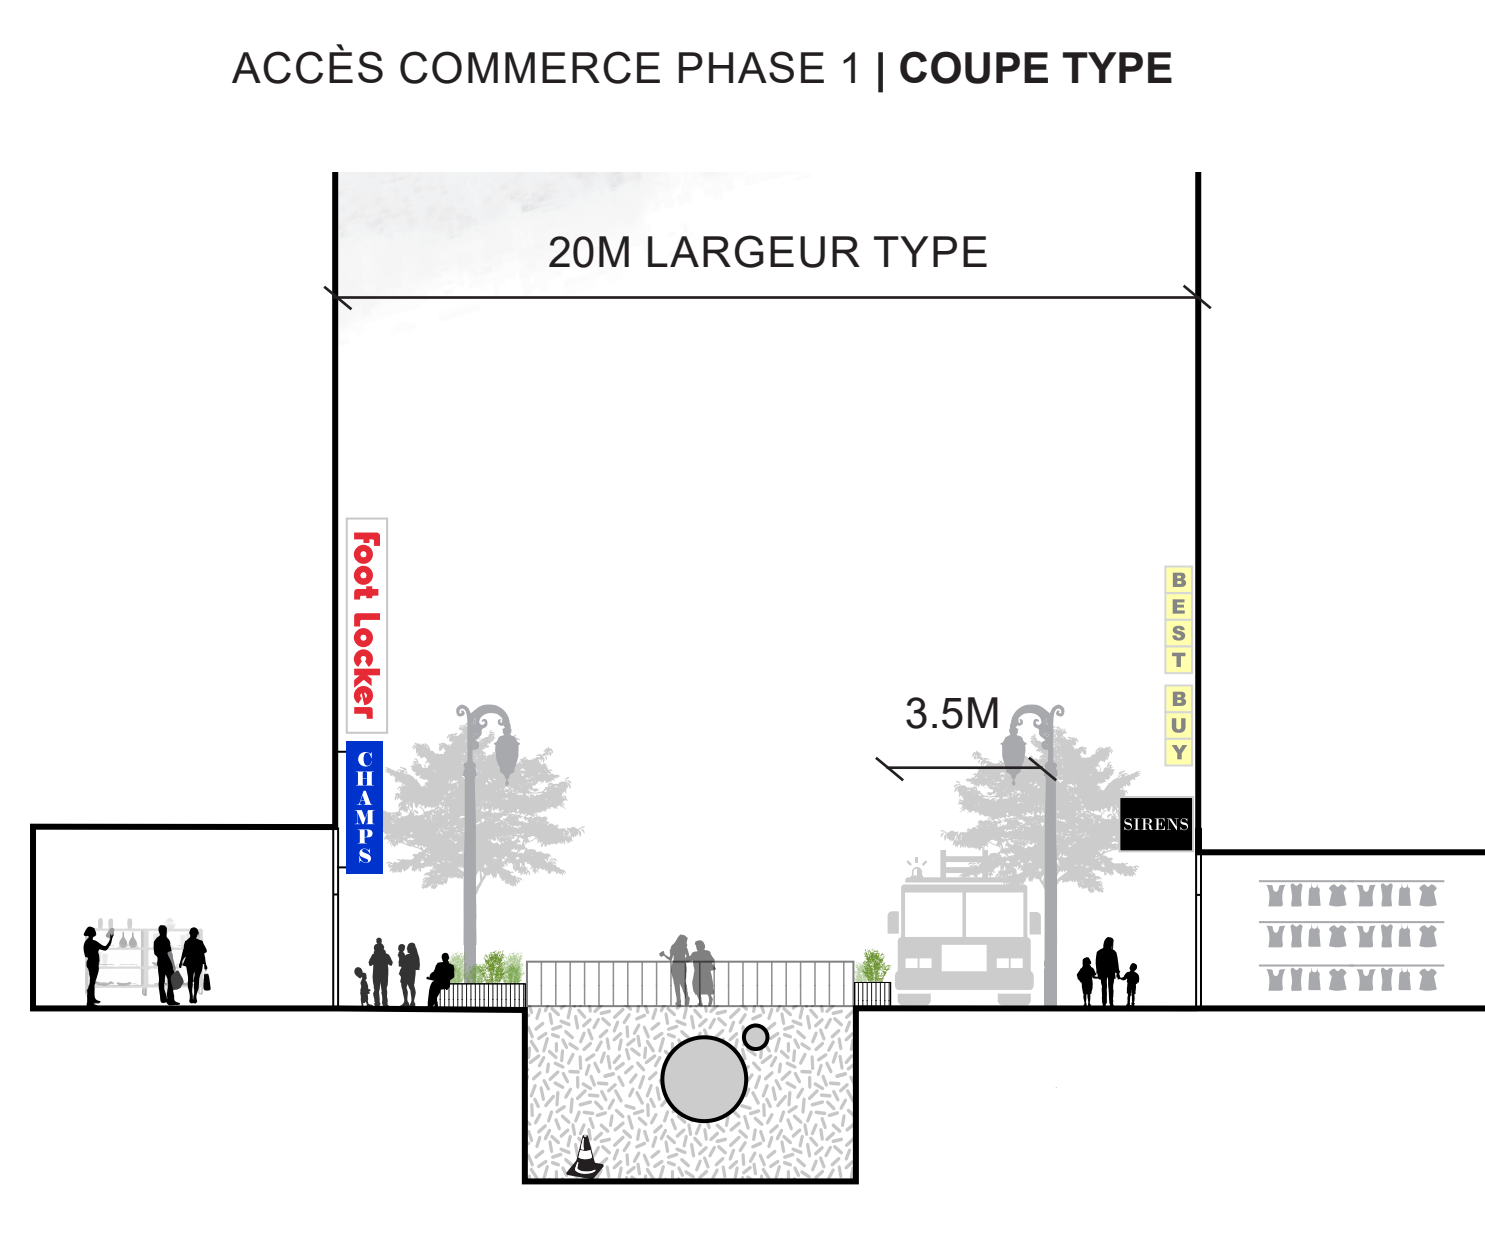 ACCÈS COMMERCE PHASE 1 | COUPE TYPE
20M LARGEUR TYPE
Foot Locker
CHAMPS
3.5M
BEST
BUY
SIRENS